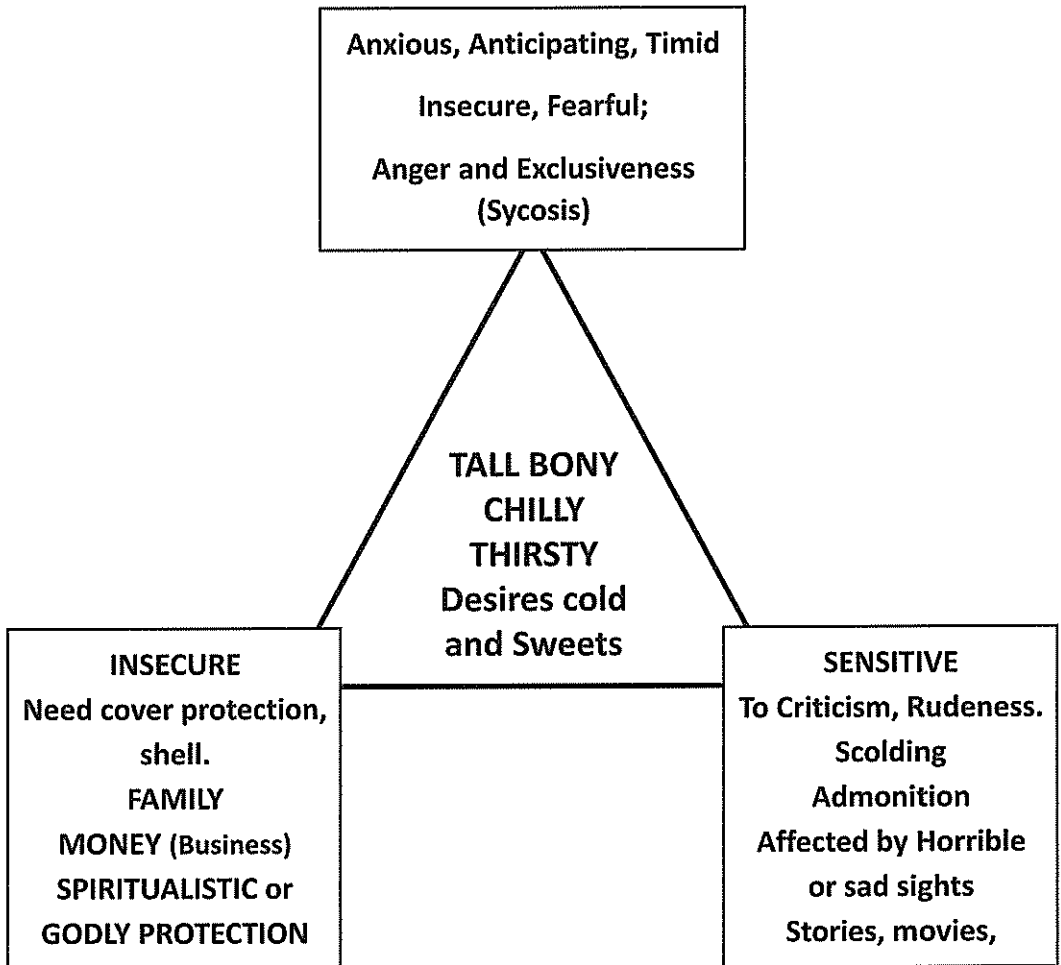 Anxious, Anticipating, Timid
Insecure, Fearful;
Anger and Exclusiveness
(Sycosis)
TALL BONY
CHILLY
THIRSTY
Desires cold
and Sweets
INSECURE
Need cover protection,
shell.
FAMILY
MONEY (Business)
SPIRITUALISTIC or
GODLY PROTECTION
SENSITIVE
To Criticism, Rudeness.
Scolding
Admonition
Affected by Horrible
or sad sights
Stories, movies,